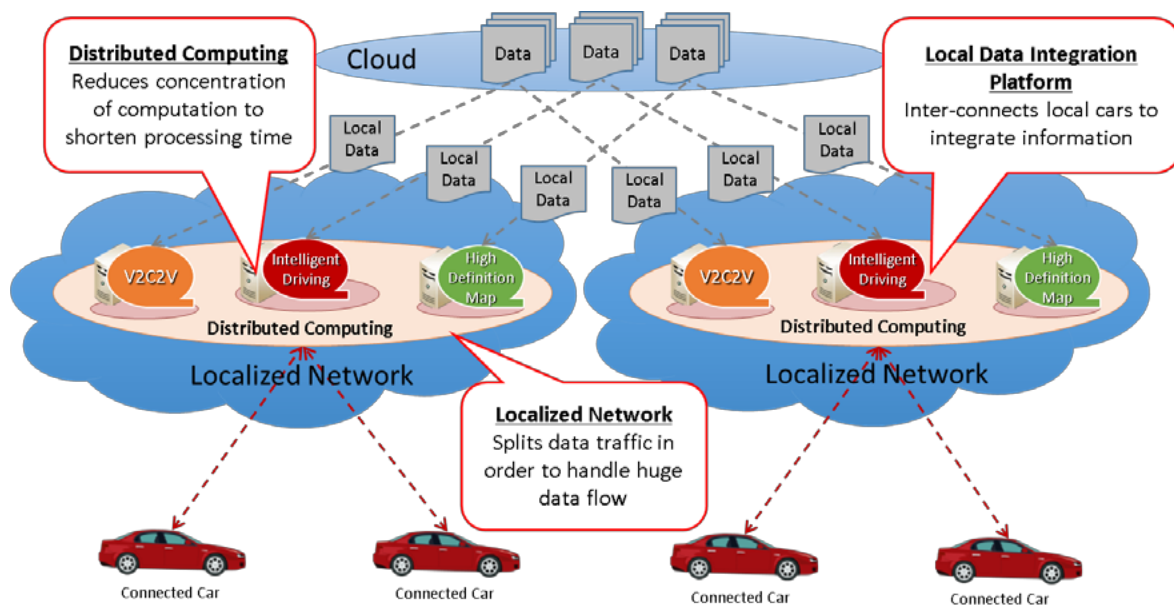 Distributed Computing
Reduces concentration
of computation to
shorten processing time
Cloud
Data
Data
Data
Local Data Integration
Platform
Inter-connects local cars to
integrate information
Local
Data
Local
Data
Local
Data
Local
Data
Local
Data
Local
Data
V2C2V
Intelligent
Driving
High
Definition
Map
Distributed Computing
Localized Network
V2C2V
Intelligent
Driving
High
Definition
Map
Distributed Computing
Localized Network
Localized Network
Splits data traffic in
order to handle huge
data flow
Connected Car
Connected Car
Connected Car
Connected Car